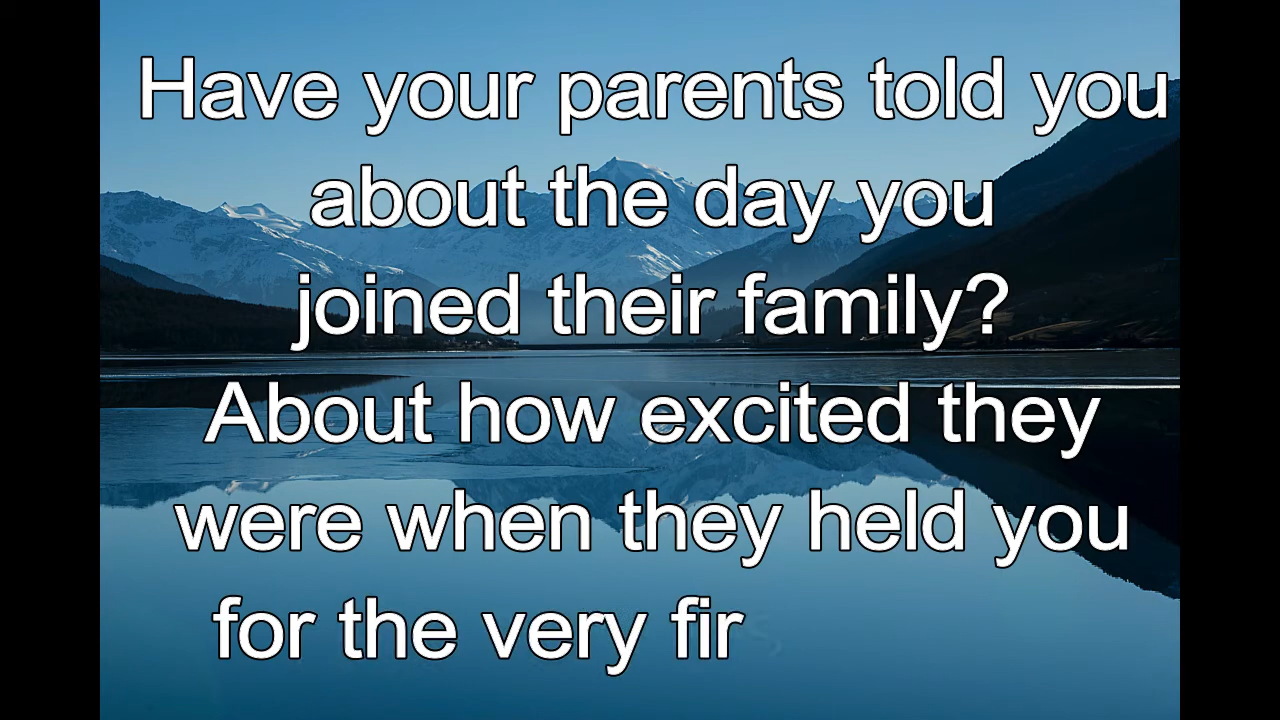 Have your parents told you
about the day you
joined their family?
About how excited they
were when they held you
for the very fir